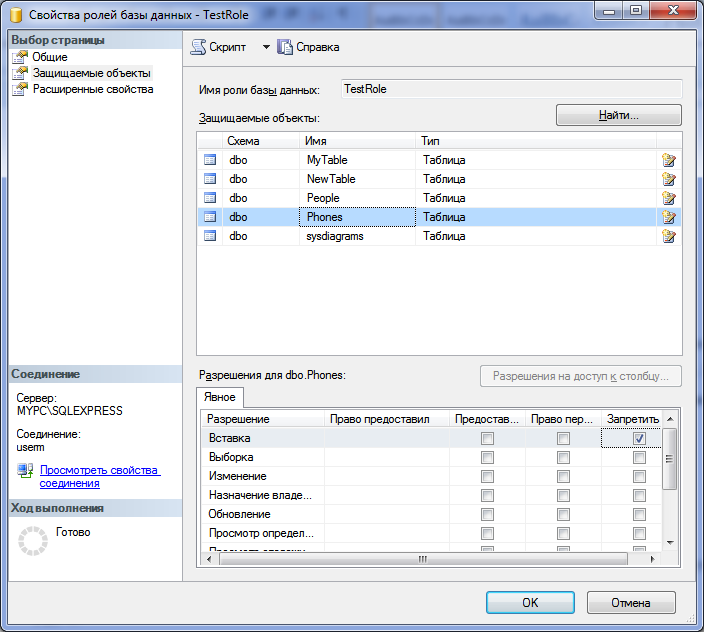 Свойства ролей базы данных - TestRole
Выбор страницы
Общие
Защищаемые объекты
Расширенные свойства
Скрипт
Справка
Имя роли базы данных: TestRole
Защищаемые объекты:
Найти...
Схема Имя Тип
dbo MyTable Таблица
dbo NewTable Таблица
dbo People Таблица
dbo Phones Таблица
dbo sysdiagrams Таблица
Разрешения для dbo.Phones:
Разрешения на доступ к столбцу...
Явное
Разрешение Право предоставил Предостав... Право пер... Запретить
Вставка
Выборка
Изменение
Назначение владе...
Обновление
Просмотр определ...
Соединение
Сервер:
MYPC\SQLEXPRESS
Соединение:
userm
Просмотреть свойства
соединения
Ход выполнения
Готово
OK
Отмена